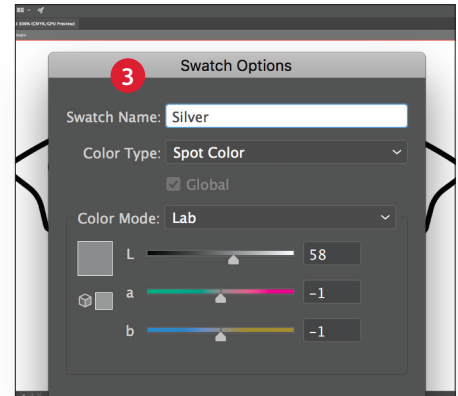 Swatch Options
3
Swatch Name: Silver
Color Type: Spot Color
Global
Color Mode: Lab
L 58
a -1
b -1